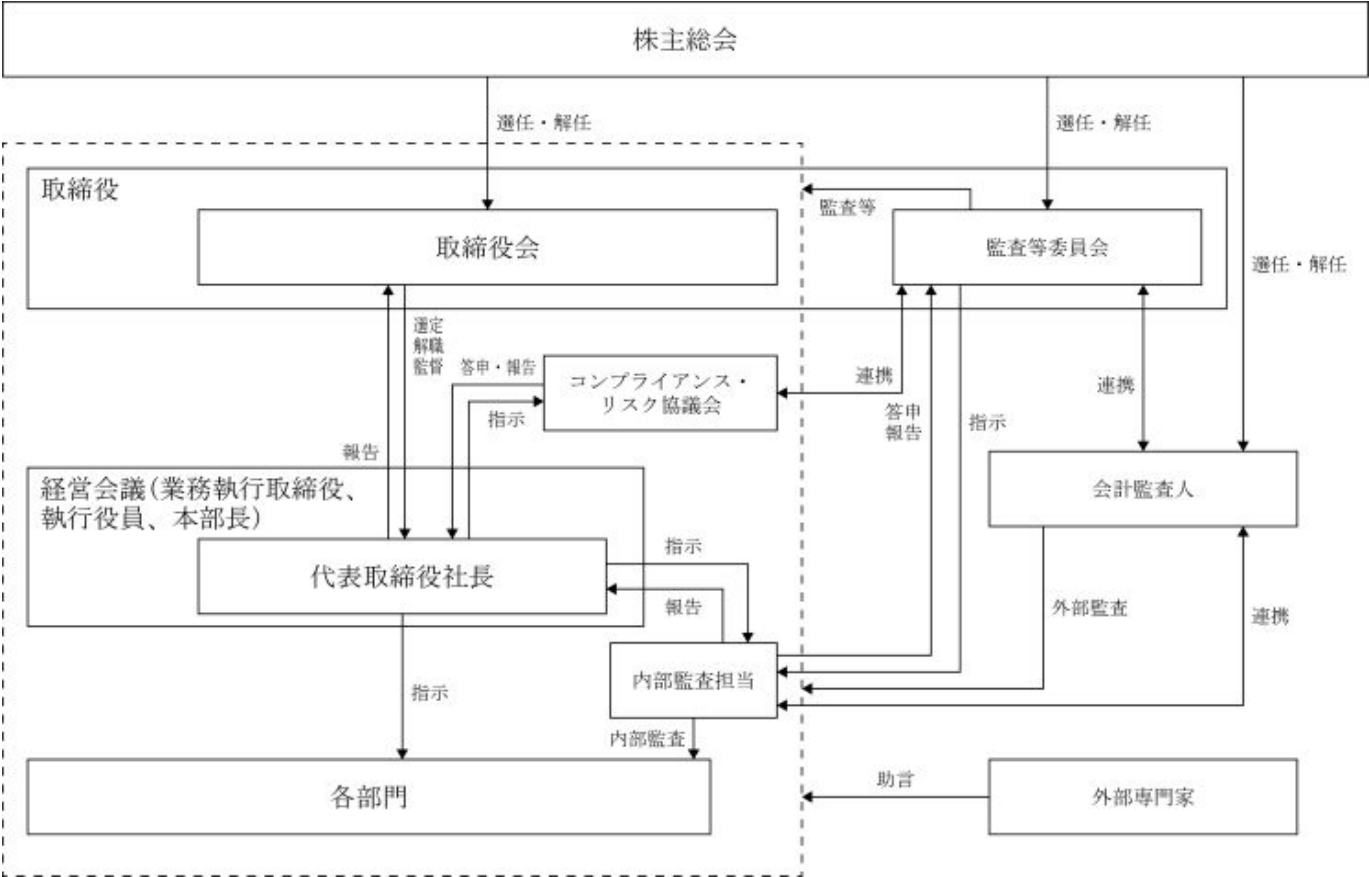 株主総会
選任・解任
選任・解任
取締役
監査等
取締役会
監査等委員会
選任・解任
選定
解職
監督
答申・報告
コンプライアンス・
リスク協議会
連携
連携
指示
答申
報告
指示
報告
経営会議(業務執行取締役、
執行役員、本部長)
会計監査人
指示
代表取締役社長
報告
外部監査
連携
内部監査担当
指示
内部監査
各部門
助言
外部専門家